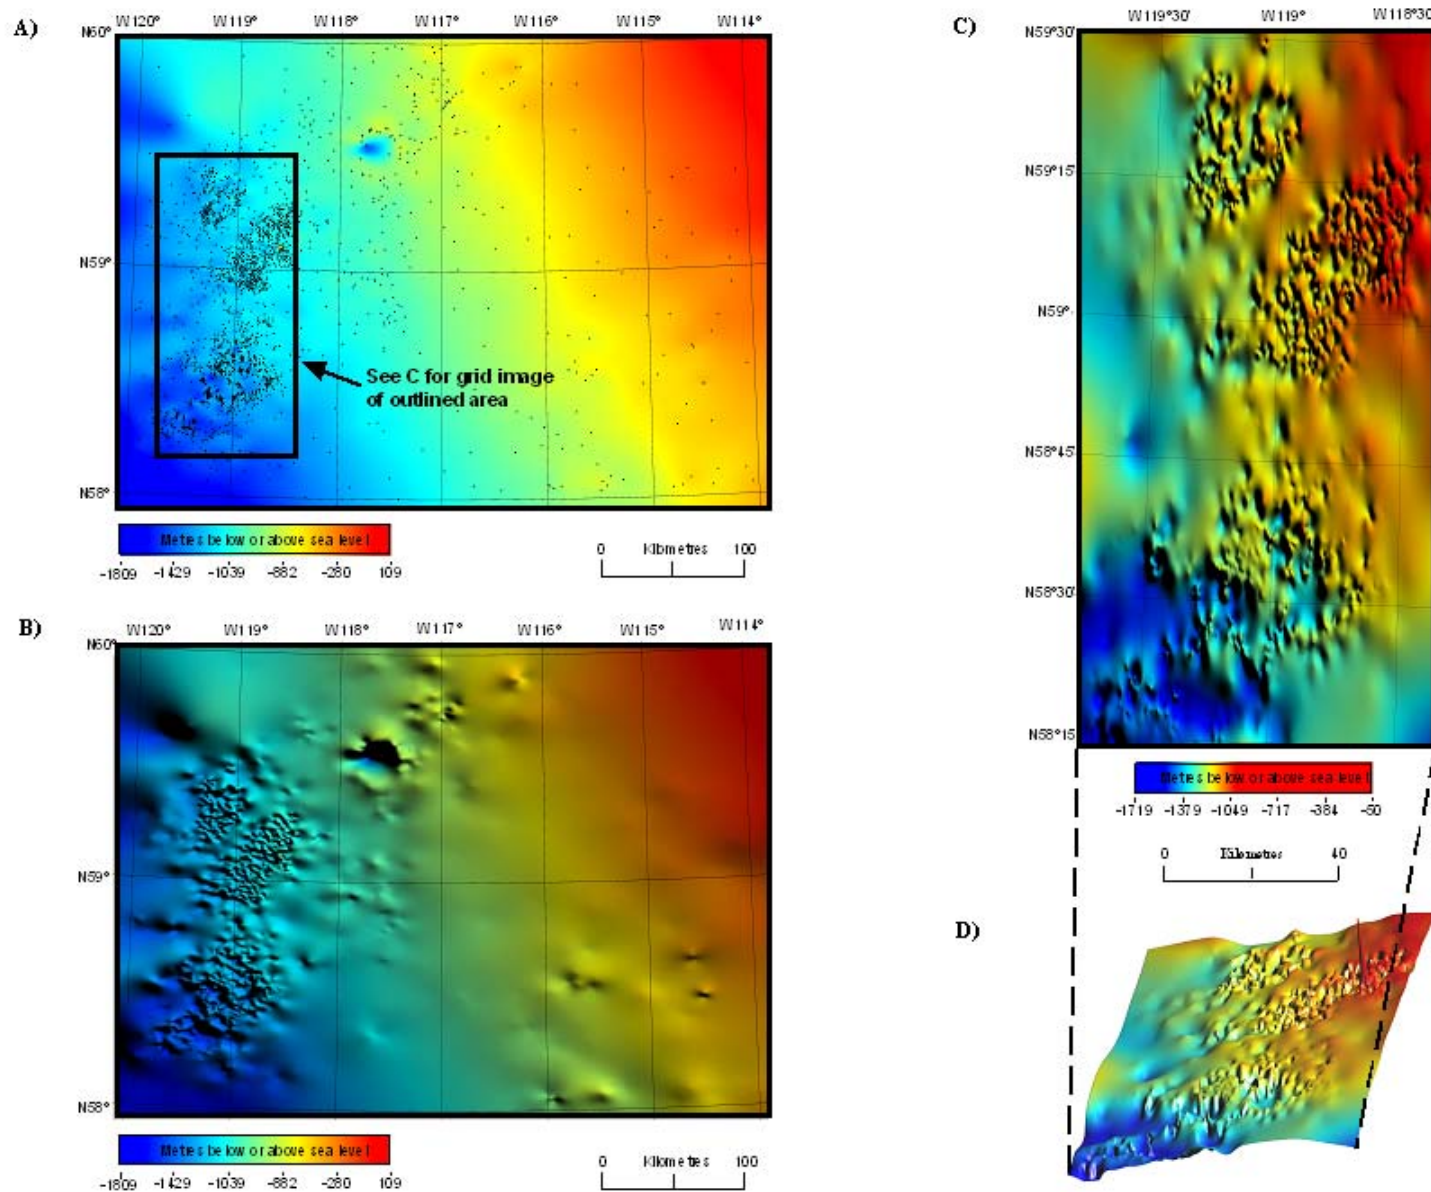 A)
W120° W119° W118° W117° W116° W115° W114°
N60°
N59°
See C for grid image
of outlined area
N58°
Metres below or above sea level
-1809 -1429 -1039 -882 -280 109
0 Kilometres 100
B)
W120° W119° W118° W117° W116° W115° W114°
N60°
N59°
N58°
Metres below or above sea level
-1809 -1429 -1039 -882 -280 109
0 Kilometres 100
C)
W119°30' W119° W118°30'
N59°30'
N59°15'
N59°
N58°45'
N58°30'
N58°15'
Metres below or above sea level
-1719 -1379 -1049 -717 -384 -50
0 Kilometres 40
D)